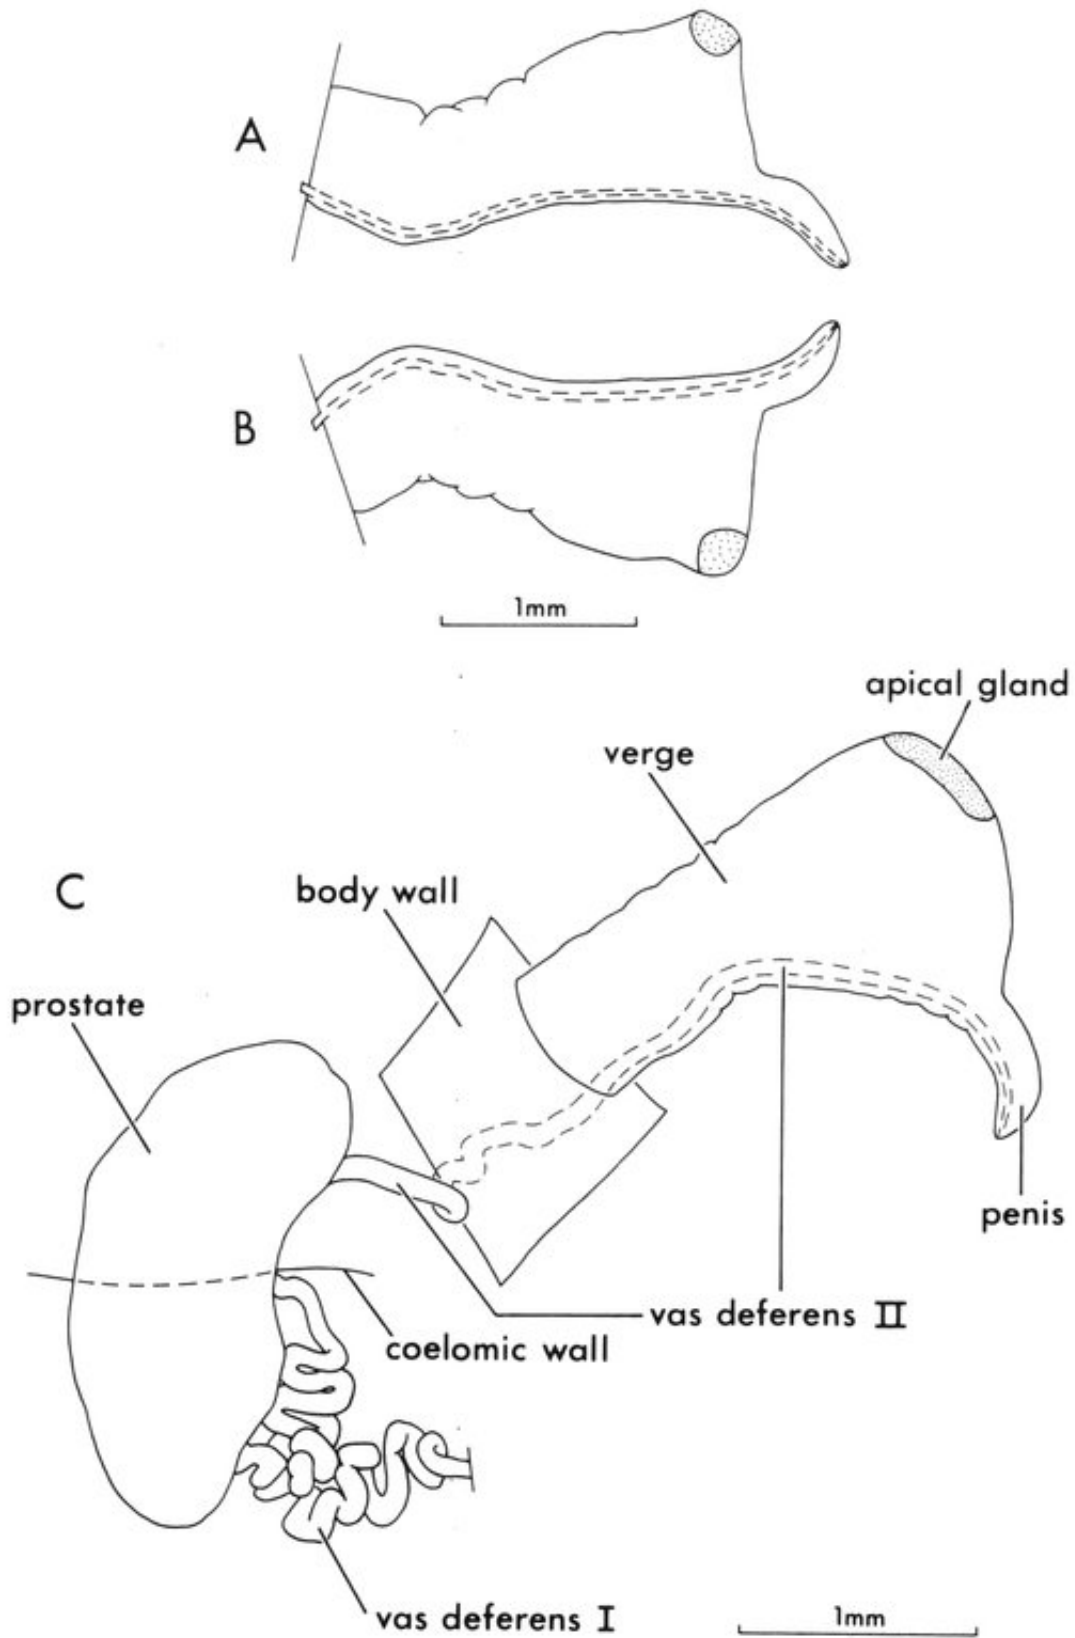 A
B
1mm
apical gland
verge
C
body wall
prostate
penis
vas deferens II
coelomic wall
vas deferens I
1mm